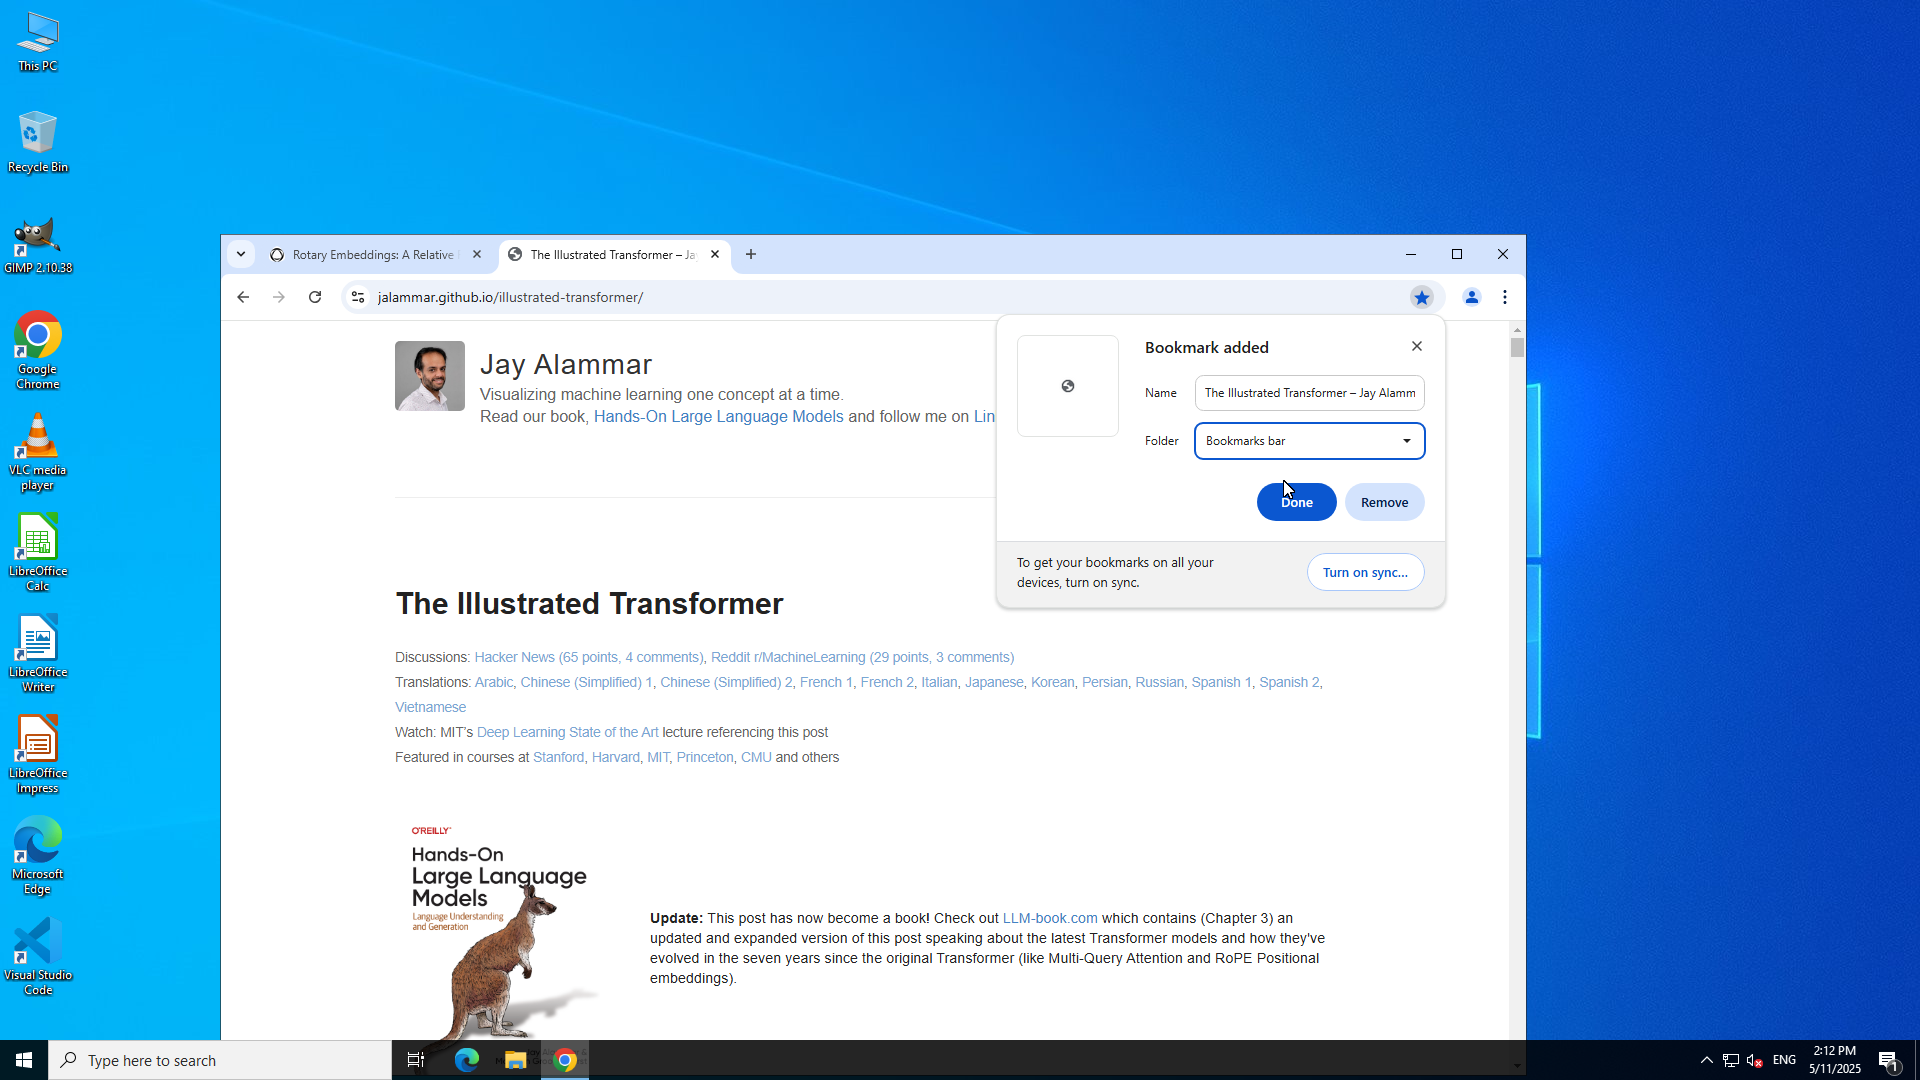 This PC
Recycle Bin
GIMP 2.10.38
Google
Chrome
VLC media
player
LibreOffice
Calc
LibreOffice
Writer
LibreOffice
Impress
Microsoft
Edge
Visual Studio
Code
Rotary Embeddings: A Relative
The Illustrated Transformer – Ja
jalammar.github.io/illustrated-transformer/
Jay Alammar
Visualizing machine learning one concept at a time.
Read our book, Hands-On Large Language Models and follow me on Lin
Bookmark added
Name
The Illustrated Transformer – Jay Alamm
Folder
Bookmarks bar
Done
Remove
To get your bookmarks on all your
devices, turn on sync.
Turn on sync...
The Illustrated Transformer
Discussions: Hacker News (65 points, 4 comments), Reddit r/MachineLearning (29 points, 3 comments)
Translations: Arabic, Chinese (Simplified) 1, Chinese (Simplified) 2, French 1, French 2, Italian, Japanese, Korean, Persian, Russian, Spanish 1, Spanish 2,
Vietnamese
Watch: MIT's Deep Learning State of the Art lecture referencing this post
Featured in courses at Stanford, Harvard, MIT, Princeton, CMU and others
O'REILLY
Hands-On
Large Language
Models
Language Understanding
and Generation
Update: This post has now become a book! Check out LLM-book.com which contains (Chapter 3) an
updated and expanded version of this post speaking about the latest Transformer models and how they've
evolved in the seven years since the original Transformer (like Multi-Query Attention and RoPE Positional
embeddings).
Type here to search
ENG
2:12 PM
5/11/2025
1